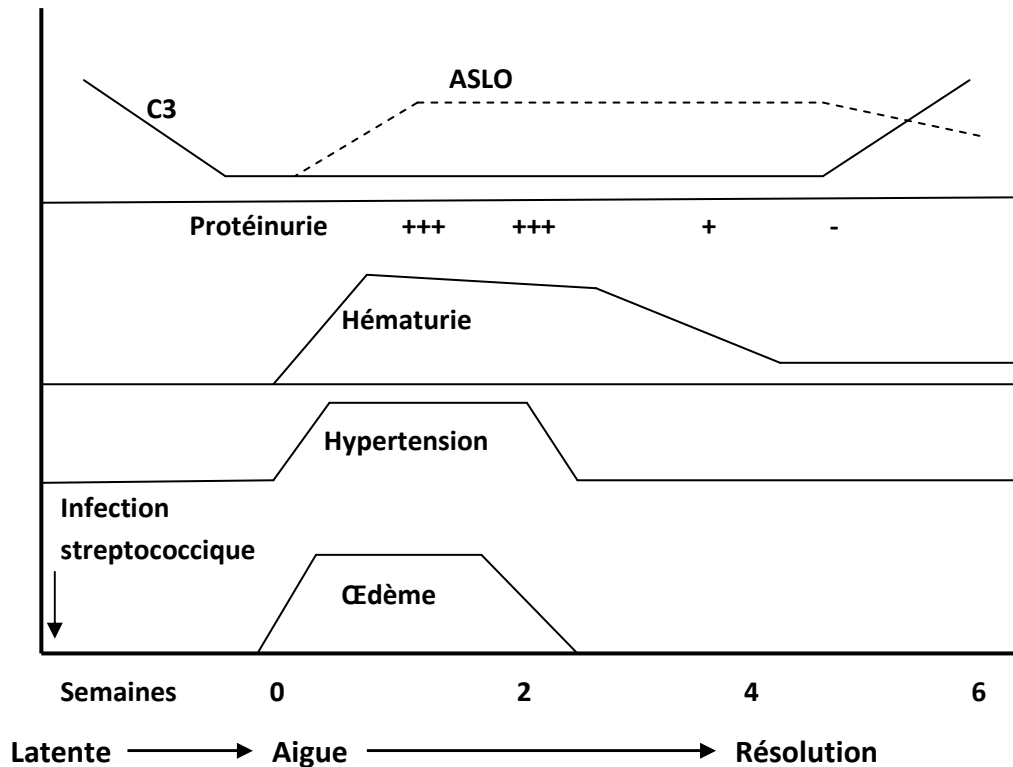 ASLO
C3
Protéinurie +++ +++ + -
Hématurie
Hypertension
Infection
streptococcique
Œdème
Semaines 0 2 4 6
Latente Aigue Résolution